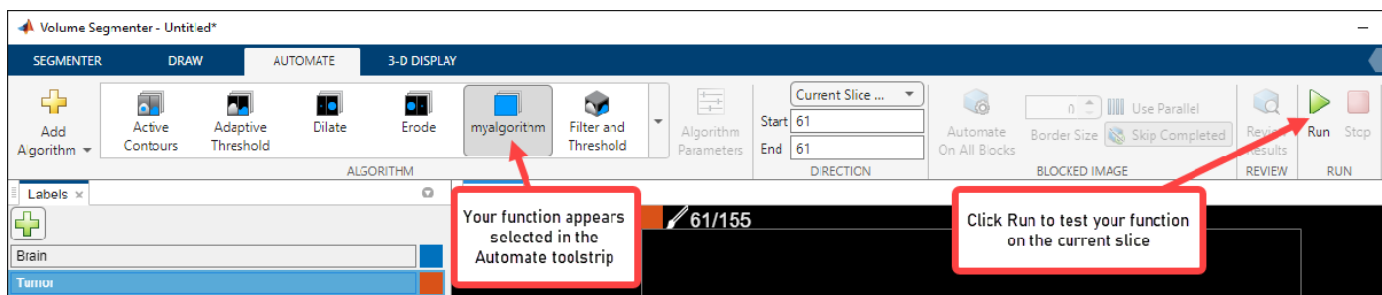 Volume Segmenter - Untitled*
SEGMENTER DRAW AUTOMATE 3-D DISPLAY
Add
Algorithm
Active
Contours
Adaptive
Threshold
Dilate
Erode
myalgorithm
Filter and
Threshold
Algorithm
Parameters
Current Slice ...
Start 61
End 61
Automate
On All Blocks
0
Border Size
Use Parallel
Skip Completed
Review
Results
Run
Stop
ALGORITHM DIRECTION BLOCKED IMAGE REVIEW RUN
Labels
Brain
Tumor
61/155
Your function appears
selected in the
Automate toolstrip
Click Run to test your function
on the current slice